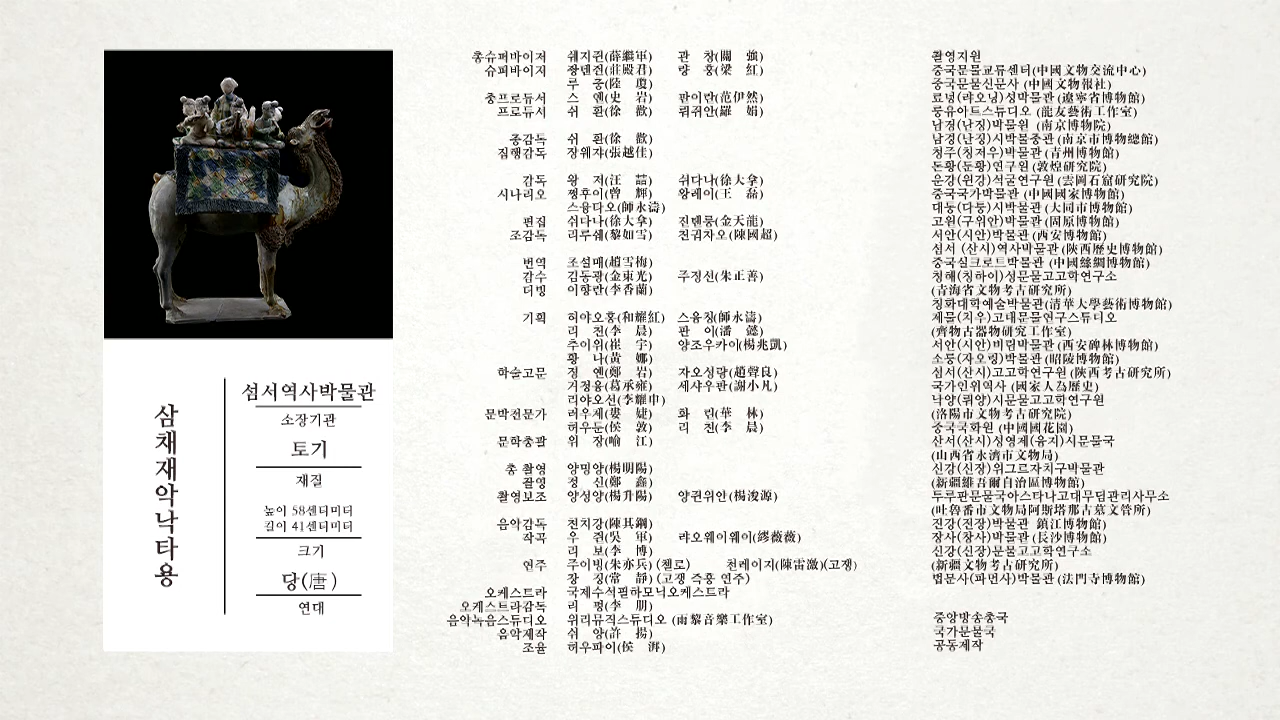 삼채재악낙타용
섬서역사박물관
소장기관
토기
재질
높이 58센티미터
길이 41센티미터
크기
당(唐)
연대
총슈퍼바이저 쉐지쥔(薛繼軍) 관 창(關 強)
슈퍼바이저 좡뎬쥔(莊殿君) 량 훙(梁 紅)
루 충(陸 瓊)
총프로듀서 스 옌(史 岩) 판이란(范伊然)
프로듀서 쉬 환(徐 歡) 뤄쥐안(羅 娟)
총감독 쉬 환(徐 歡)
집행감독 장웨쟈(張越佳)
감독 왕 저(汪 喆) 쉬다나(徐大拿)
시나리오 쩡후이(曾 輝) 왕레이(王 磊)
스융타오(師永濤)
편집 쉬다나(徐大拿) 진톈룽(金天龍)
조감독 리루쉐(黎如雪) 천궈차오(陳國超)
번역 조설매(趙雪梅)
감수 김동광(金東光) 주정선(朱正善)
더빙 이향란(李香蘭)
기획 허야오훙(和耀紅) 스융칭(師永濤)
리 천(李 晨) 판 이(潘 懿)
추이위(崔 宇) 양조우카이(楊兆凱)
황 나(黃 娜)
학술고문 정 옌(鄭 岩) 자오성량(趙聲良)
거청융(葛承雍) 세샤우판(謝小凡)
리야오선(李耀申)
문박전문가 러우제(婁 婕) 화 린(華 林)
허우둔(侯 敦) 리 천(李 晨)
문학총괄 위 장(喻 江)
총 촬영 양밍양(楊明陽)
촬영 정 신(鄭 鑫)
촬영보조 양성양(楊升陽) 양쥔위안(楊浚源)
음악감독 천치강(陳其鋼)
작곡 우 쥔(吳 軍) 랴오웨이웨이(繆薇薇)
리 보(李 博)
연주 주이빙(朱亦兵)(첼로) 천레이지(陳雷激)(고쟁)
창 징(常 靜)(고쟁 즉흥 연주)
오케스트라 국제수석필하모닉오케스트라
오케스트라감독 리 펑(李 朋)
음악녹음스튜디오 위리뮤직스튜디오 (雨黎音樂工作室)
음악제작 쉬 양(許 揚)
조율 허우파이(侯 湃)
촬영지원
중국문물교류센터(中國文物交流中心)
중국문물신문사 (中國文物報社)
료녕(랴오닝)성박물관(遼寧省博物館)
룽유아트스튜디오 (龍友藝術工作室)
남경(난징)박물원 (南京博物院)
남경(난징)시박물총관 (南京市博物總館)
청주(칭저우)박물관(青州博物館)
돈황(둔황)연구원(敦煌研究院)
운강(윈강)석굴연구원(雲岡石窟研究院)
중국국가박물관(中國國家博物館)
대동(다퉁)시박물관(大同市博物館)
고원(구위안)박물관(固原博物館)
서안(시안)박물관(西安博物館)
섬서 (산시)역사박물관(陝西歷史博物館)
중국실크로드박물관(中國絲綢博物館)
청해(칭하이)성문물고고학연구소
(青海省文物考古研究所)
칭화대학예술박물관(清華大學藝術博物館)
제물(치우)고대문물연구스튜디오
(齊物古器物研究工作室)
서안(시안)비림박물관(西安碑林博物館)
소릉(자오링)박물관(昭陵博物館)
섬서(산시)고고학연구원(陝西考古研究院)
국가인위역사 (國家人為歷史)
낙양(뤄양)시문물고고학연구원
(洛陽市文物考古研究院)
중국국화원 (中國國花園)
산서(산시)성영제(융지)시문물국
(山西省永濟市文物局)
신강(신장)위그르자치구박물관
(新疆維吾爾自治區博物館)
투루판문물국아스타나고대무덤관리사무소
(吐魯番市文物局阿斯塔那古墓文管所)
진강(전장)박물관 鎮江博物館)
장사(창사)박물관(長沙博物館)
신강(신장)문물고고학연구소
(新疆文物考古研究所)
법문사(파먼사)박물관(法門寺博物館)
중앙방송총국
국가문물국
공동제작